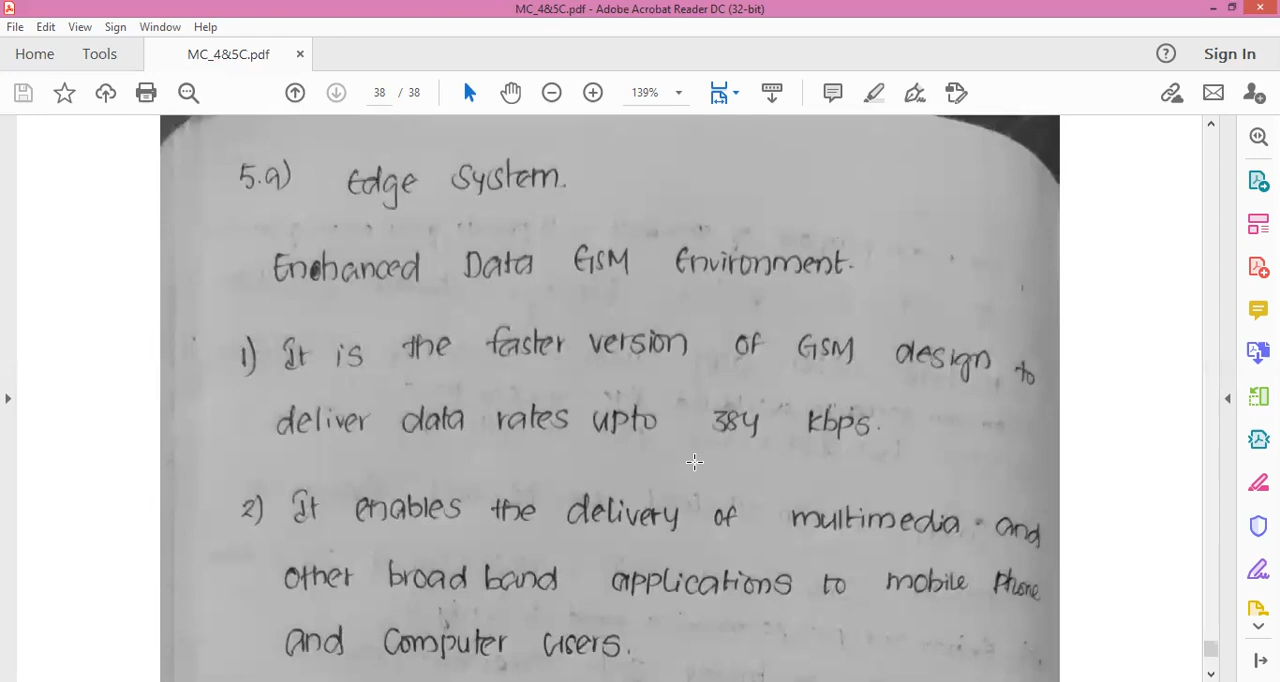 MC_4&5C.pdf - Adobe Acrobat Reader DC (32-bit)
File Edit View Sign Window Help
Home Tools MC_4&5C.pdf × Sign In
38 / 38 139%
5.a) Edge System.
Enhanced Data GSM Environment.
1) It is the faster version of GSM design to
deliver data rates upto 384 kbps.
2) It enables the delivery of multimedia and
other broad band applications to mobile phone
and computer users.